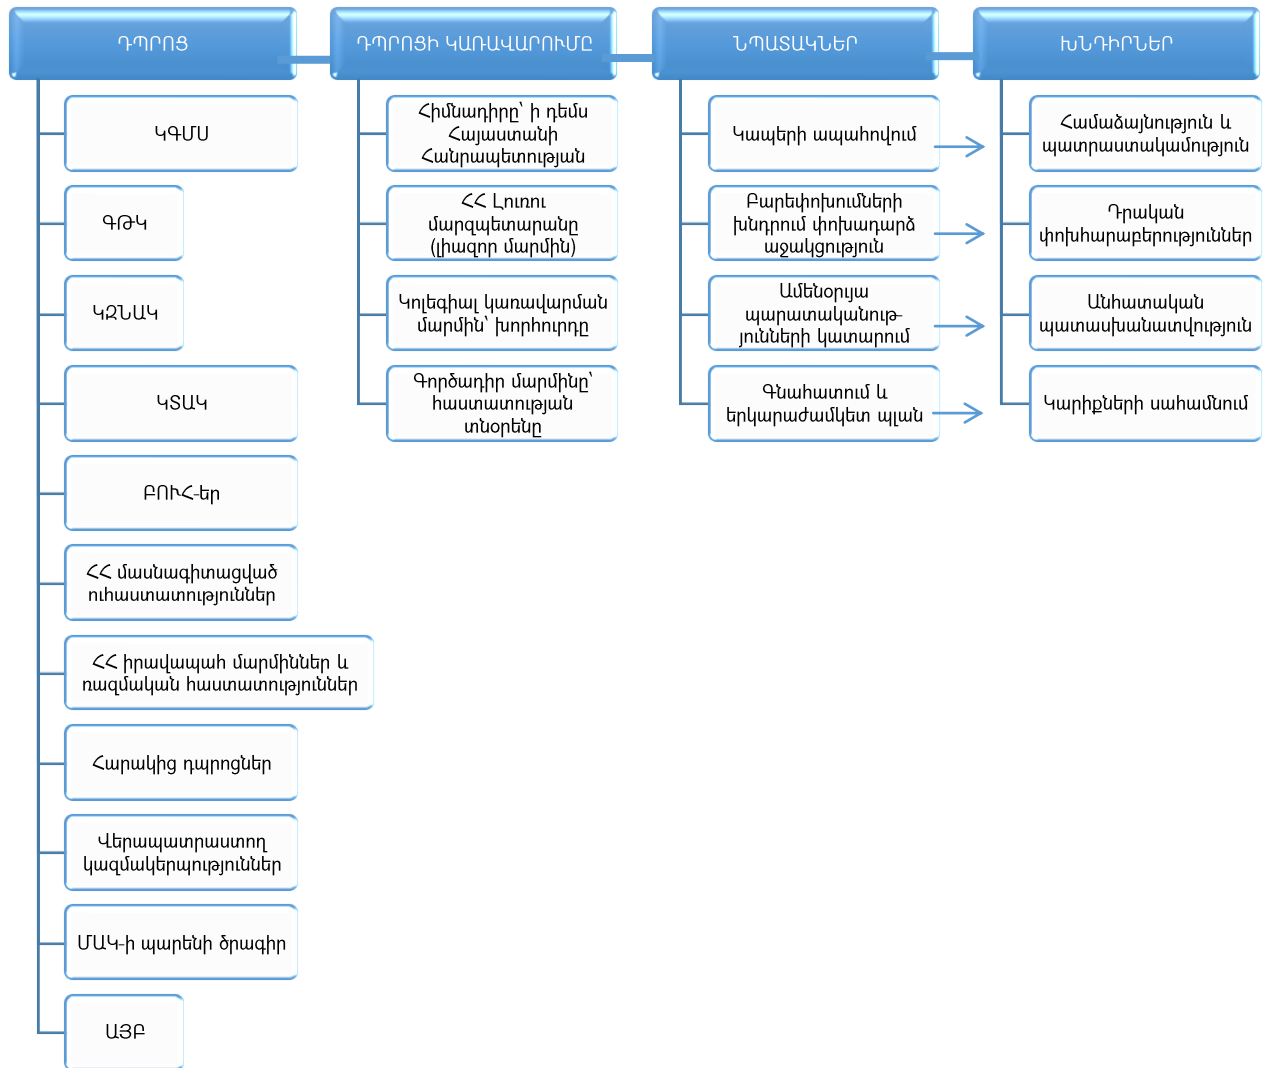 ԴՊՐՈՑ
ԿԳՄՍ
ԳԹԿ
ԿԶՆԱԿ
ԿՏԱԿ
ԲՈՒՀ-եր
ՀՀ մասնագիտացված
ուհաստատություններ
ՀՀ իրավապահ մարմիններ և
ռազմական հաստատություններ
Հարակից դպրոցներ
Վերապատրաստող
կազմակերպություններ
ՄԱԿ-ի պարենի ծրագիր
ԱՅԲ
ԴՊՐՈՑԻ ԿԱՌԱՎԱՐՈՒՄԸ
Հիմնադիրը՝ ի դեմս
Հայաստանի
Հանրապետության
ՀՀ Լուռու
մարզպետարանը
(լիազոր մարմին)
Կոլեգիալ կառավարման
մարմին՝ խորհուրդը
Գործադիր մարմինը՝
հաստատության
տնօրենը
ՆՊԱՏԱԿՆԵՐ
Կապերի ապահովում
Բարեփոխումների
խնդրում փոխադարձ
աջակցություն
Ամենօրյա
պարատականութ-
յունների կատարում
Գնահատում և
երկարաժամկետ պլան
ԽՆԴԻՐՆԵՐ
Համաձայնություն և
պատրաստակամություն
Դրական
փոխհարաբերություններ
Անհատական
պատասխանատվություն
Կարիքների սահամնում